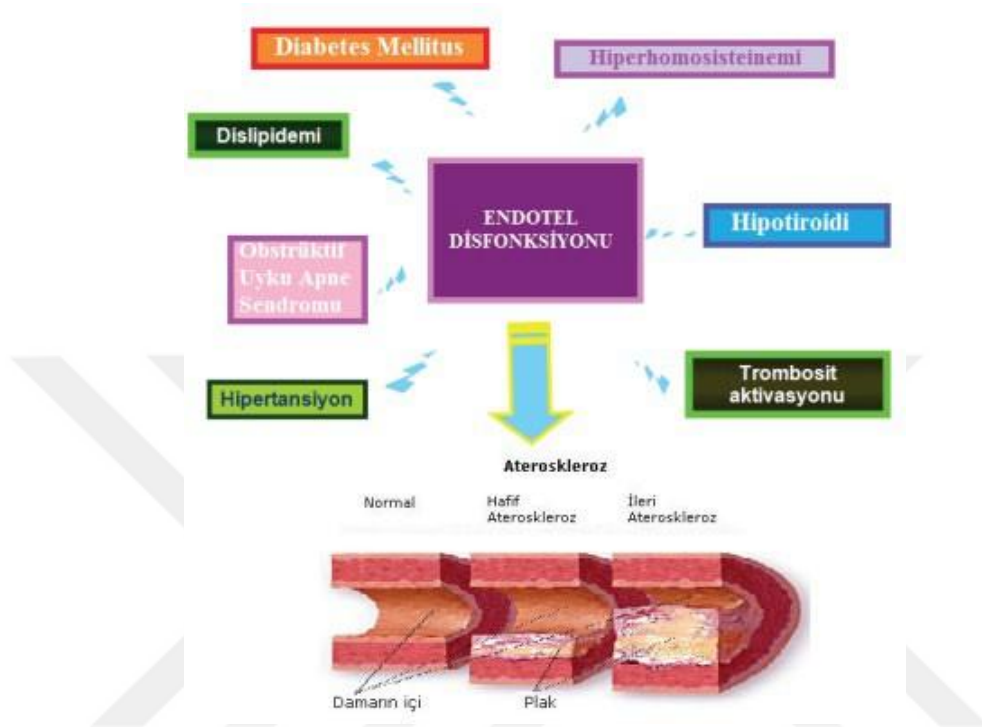 Diabetes Mellitus
Hiperhomosisteinemi
Dislipidemi
ENDOTEL
DİSFONKSİYONU
Hipotiroidi
Obstrüktif
Uyku Apne
Sendromu
Hipertansiyon
Trombosit
aktivasyonu
Ateroskleroz
Normal
Hafif
Ateroskleroz
İleri
Ateroskleroz
Damarın içi
Plak